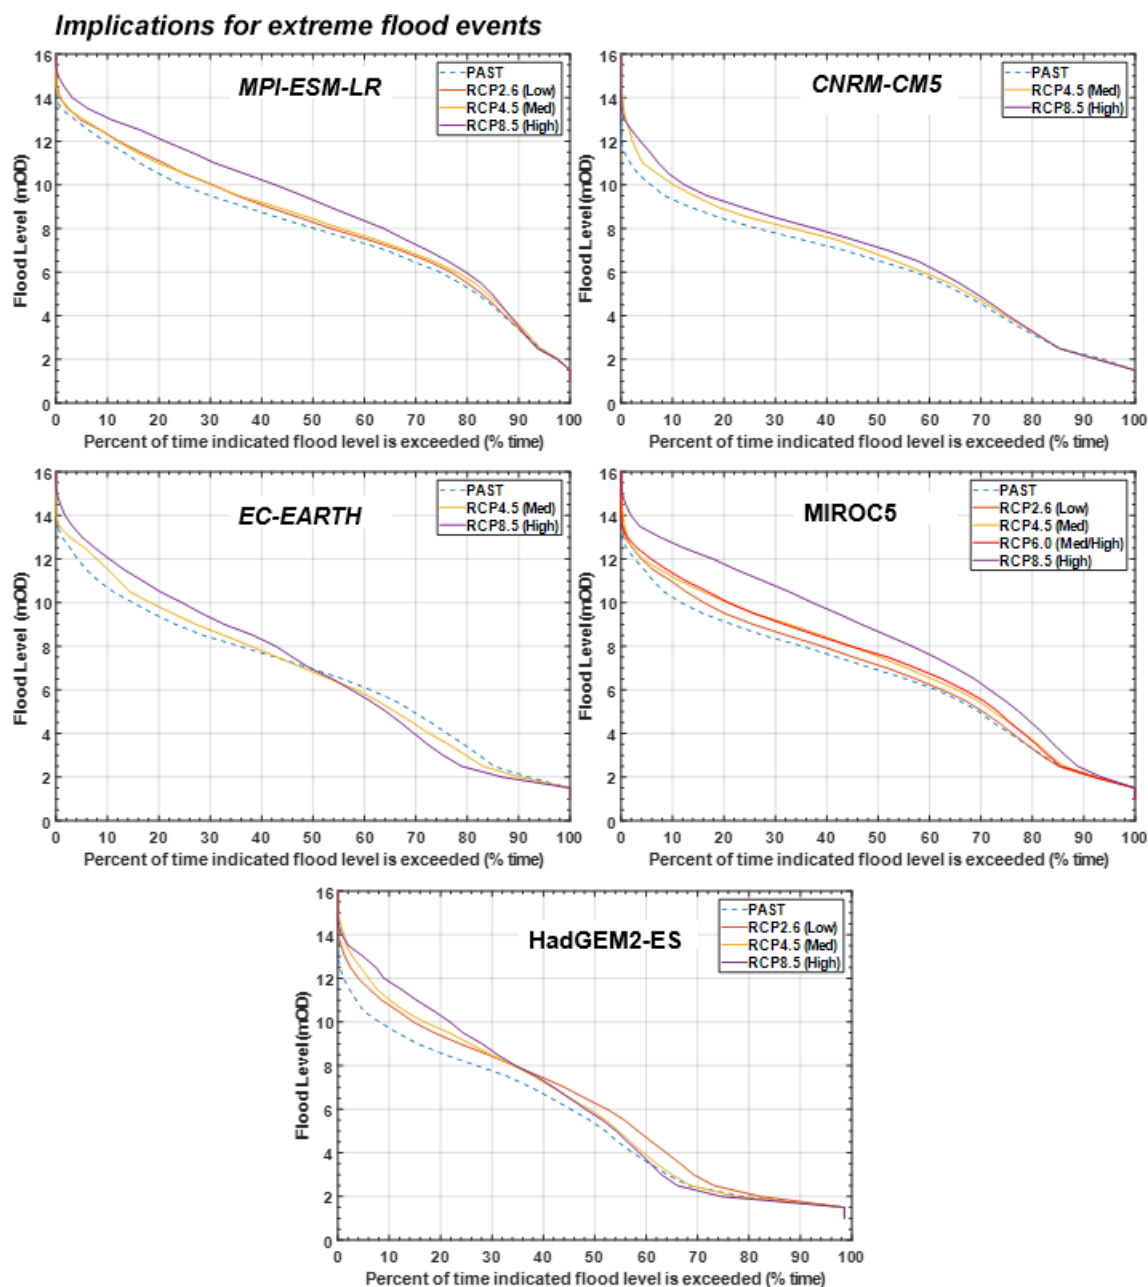 Implications for extreme flood events
MPI-ESM-LR
PAST
RCP2.6 (Low)
RCP4.5 (Med)
RCP8.5 (High)
Flood Level (mOD)
16
14
12
10
8
6
4
2
0
0 10 20 30 40 50 60 70 80 90 100
Percent of time indicated flood level is exceeded (% time)
CNRM-CM5
PAST
RCP4.5 (Med)
RCP8.5 (High)
Flood Level (mOD)
16
14
12
10
8
6
4
2
0
0 10 20 30 40 50 60 70 80 90 100
Percent of time indicated flood level is exceeded (% time)
EC-EARTH
PAST
RCP4.5 (Med)
RCP8.5 (High)
Flood Level (mOD)
16
14
12
10
8
6
4
2
0
0 10 20 30 40 50 60 70 80 90 100
Percent of time indicated flood level is exceeded (% time)
MIROC5
PAST
RCP2.6 (Low)
RCP4.5 (Med)
RCP6.0 (Med/High)
RCP8.5 (High)
Flood Level (mOD)
16
14
12
10
8
6
4
2
0
0 10 20 30 40 50 60 70 80 90 100
Percent of time indicated flood level is exceeded (% time)
HadGEM2-ES
PAST
RCP2.6 (Low)
RCP4.5 (Med)
RCP8.5 (High)
Flood Level (mOD)
16
14
12
10
8
6
4
2
0
0 10 20 30 40 50 60 70 80 90 100
Percent of time indicated flood level is exceeded (% time)